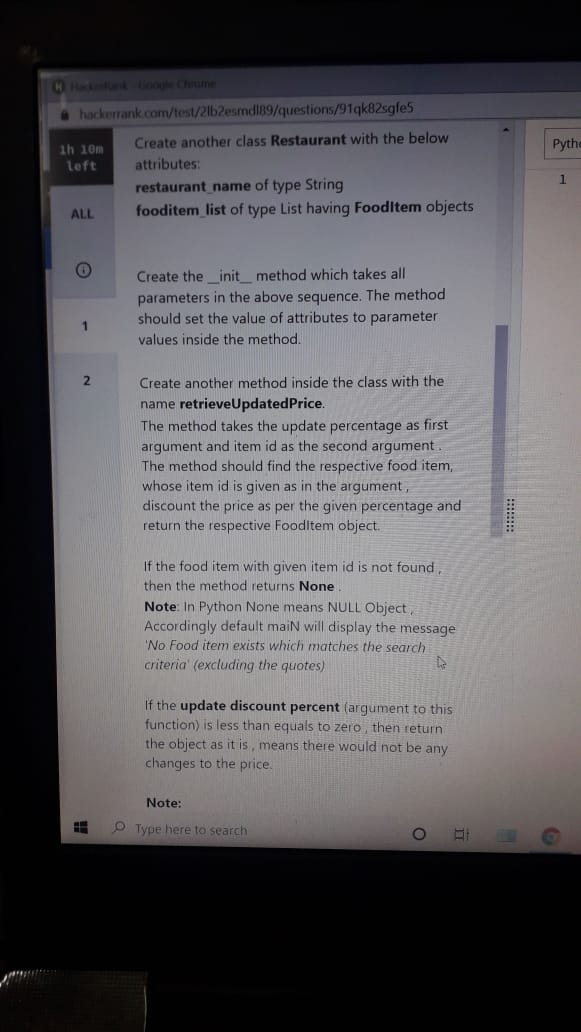 HackerRank - Google Chrome
hackerrank.com/test/2lb2esmdl89/questions/91qk82sgfe5
1h 10m
left
ALL
1
2
Create another class Restaurant with the below
attributes:
restaurant_name of type String
fooditem_list of type List having FoodItem objects
Create the __init__ method which takes all
parameters in the above sequence. The method
should set the value of attributes to parameter
values inside the method.
Create another method inside the class with the
name retrieveUpdatedPrice.
The method takes the update percentage as first
argument and item id as the second argument .
The method should find the respective food item,
whose item id is given as in the argument ,
discount the price as per the given percentage and
return the respective FoodItem object.
If the food item with given item id is not found ,
then the method returns None .
Note: In Python None means NULL Object ,
Accordingly default maiN will display the message
'No Food item exists which matches the search
criteria' (excluding the quotes)
If the update discount percent (argument to this
function) is less than equals to zero , then return
the object as it is , means there would not be any
changes to the price.
Note:
Pyth
1
Type here to search